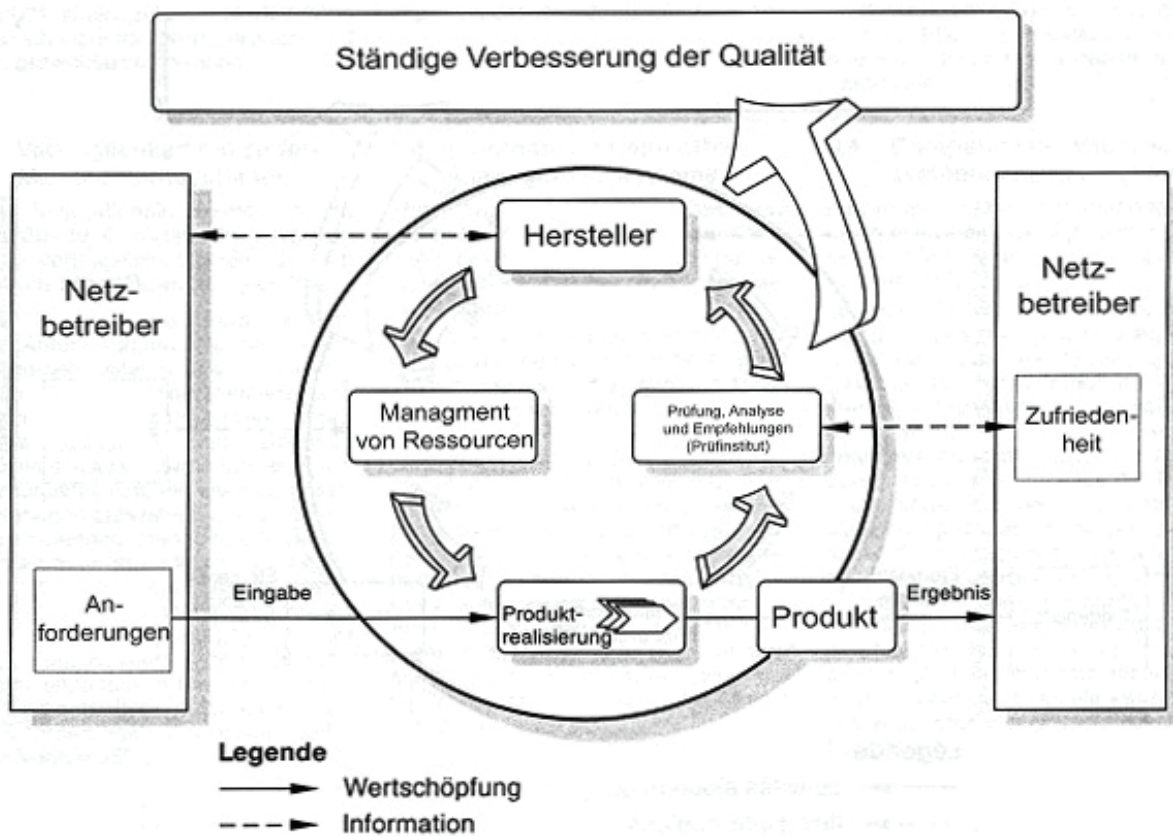 Ständige Verbesserung der Qualität
Netz-
betreiber
Hersteller
Netz-
betreiber
Managment
von Ressourcen
Prüfung, Analyse
und Empfehlungen
(Prüfinstitut)
Zufrieden-
heit
An-
forderungen
Eingabe
Produkt-
realisierung
Produkt
Ergebnis
Legende
Wertschöpfung
Information